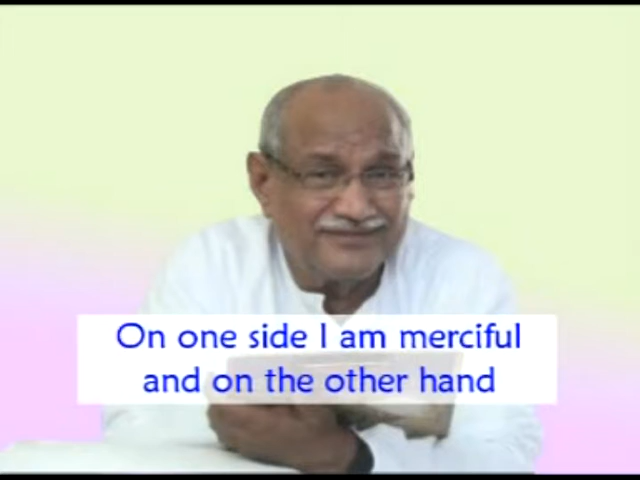 On one side I am merciful
and on the other hand